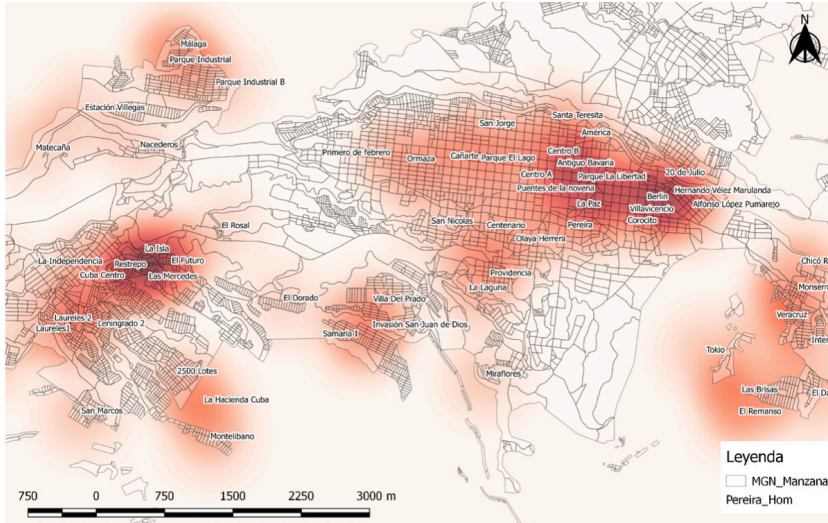 N
Málaga
Parque Industrial
Parque Industrial B
Estación Villegas
Santa Teresita
San Jorge
América
Matecaña
Nacederos
Primero de febrero
Ormaza
Cañarte
Parque El Lago
Centro B
Antiguo Bavaria
Centro A
Parque La Libertad
20 de Julio
Puentes de la novena
Berlin
Hernando Vélez Marulanda
La Paz
Villavicencio
Alfonso López Pumarejo
El Rosal
San Nicolas
Centenario
Pereira
Corocito
La Isla
Olaya Herrera
La Independencia
Restrepo
El Futuro
Chicó R
Cuba Centro
Las Mercedes
Providencia
La Laguna
Monserra
El Dorado
Villa Del Prado
Veracruz
Laureles 2
Laureles1
Leningrado 2
Samaria I
Invasión San Juan de Dios
Inter
Tokio
2500 Lotes
Miraflores
La Hacienda Cuba
Las Brisas
El Da
San Marcos
El Remanso
Montelibano
Leyenda
MGN_Manzana
Pereira_Hom
750 0 750 1500 2250 3000 m